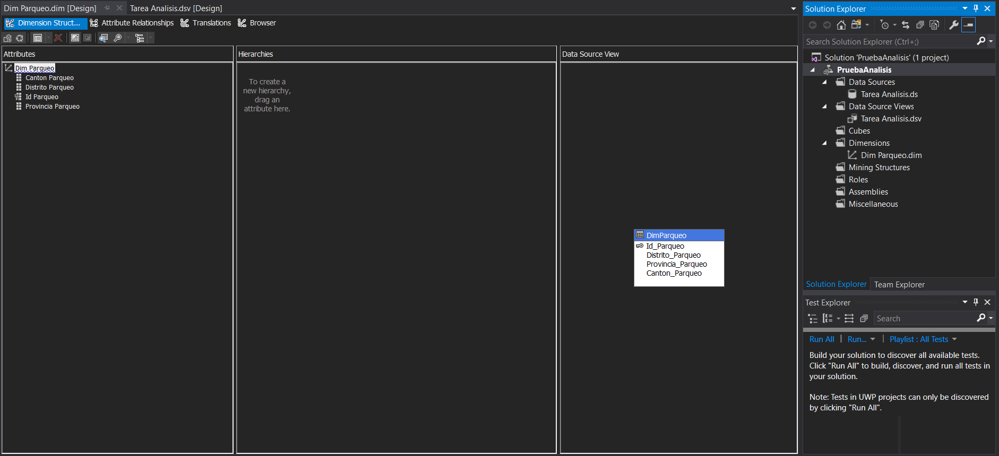 Dim Parqueo.dim [Design]
Tarea Analisis.dsv [Design]
Dimension Struct...
Attribute Relationships
Translations
Browser
Attributes
Dim Parqueo
Canton Parqueo
Distrito Parqueo
Id Parqueo
Provincia Parqueo
Hierarchies
To create a
new hierarchy,
drag an
attribute here.
Data Source View
DimParqueo
Id_Parqueo
Distrito_Parqueo
Provincia_Parqueo
Canton_Parqueo
Solution Explorer
Search Solution Explorer (Ctrl+;)
Solution 'PruebaAnalisis' (1 project)
PruebaAnalisis
Data Sources
Tarea Analisis.ds
Data Source Views
Tarea Analisis.dsv
Cubes
Dimensions
Dim Parqueo.dim
Mining Structures
Roles
Assemblies
Miscellaneous
Solution Explorer
Team Explorer
Test Explorer
Search
Run All
Run...
Playlist : All Tests
Build your solution to discover all available tests.
Click "Run All" to build, discover, and run all tests in
your solution.
Note: Tests in UWP projects can only be discovered
by clicking "Run All".